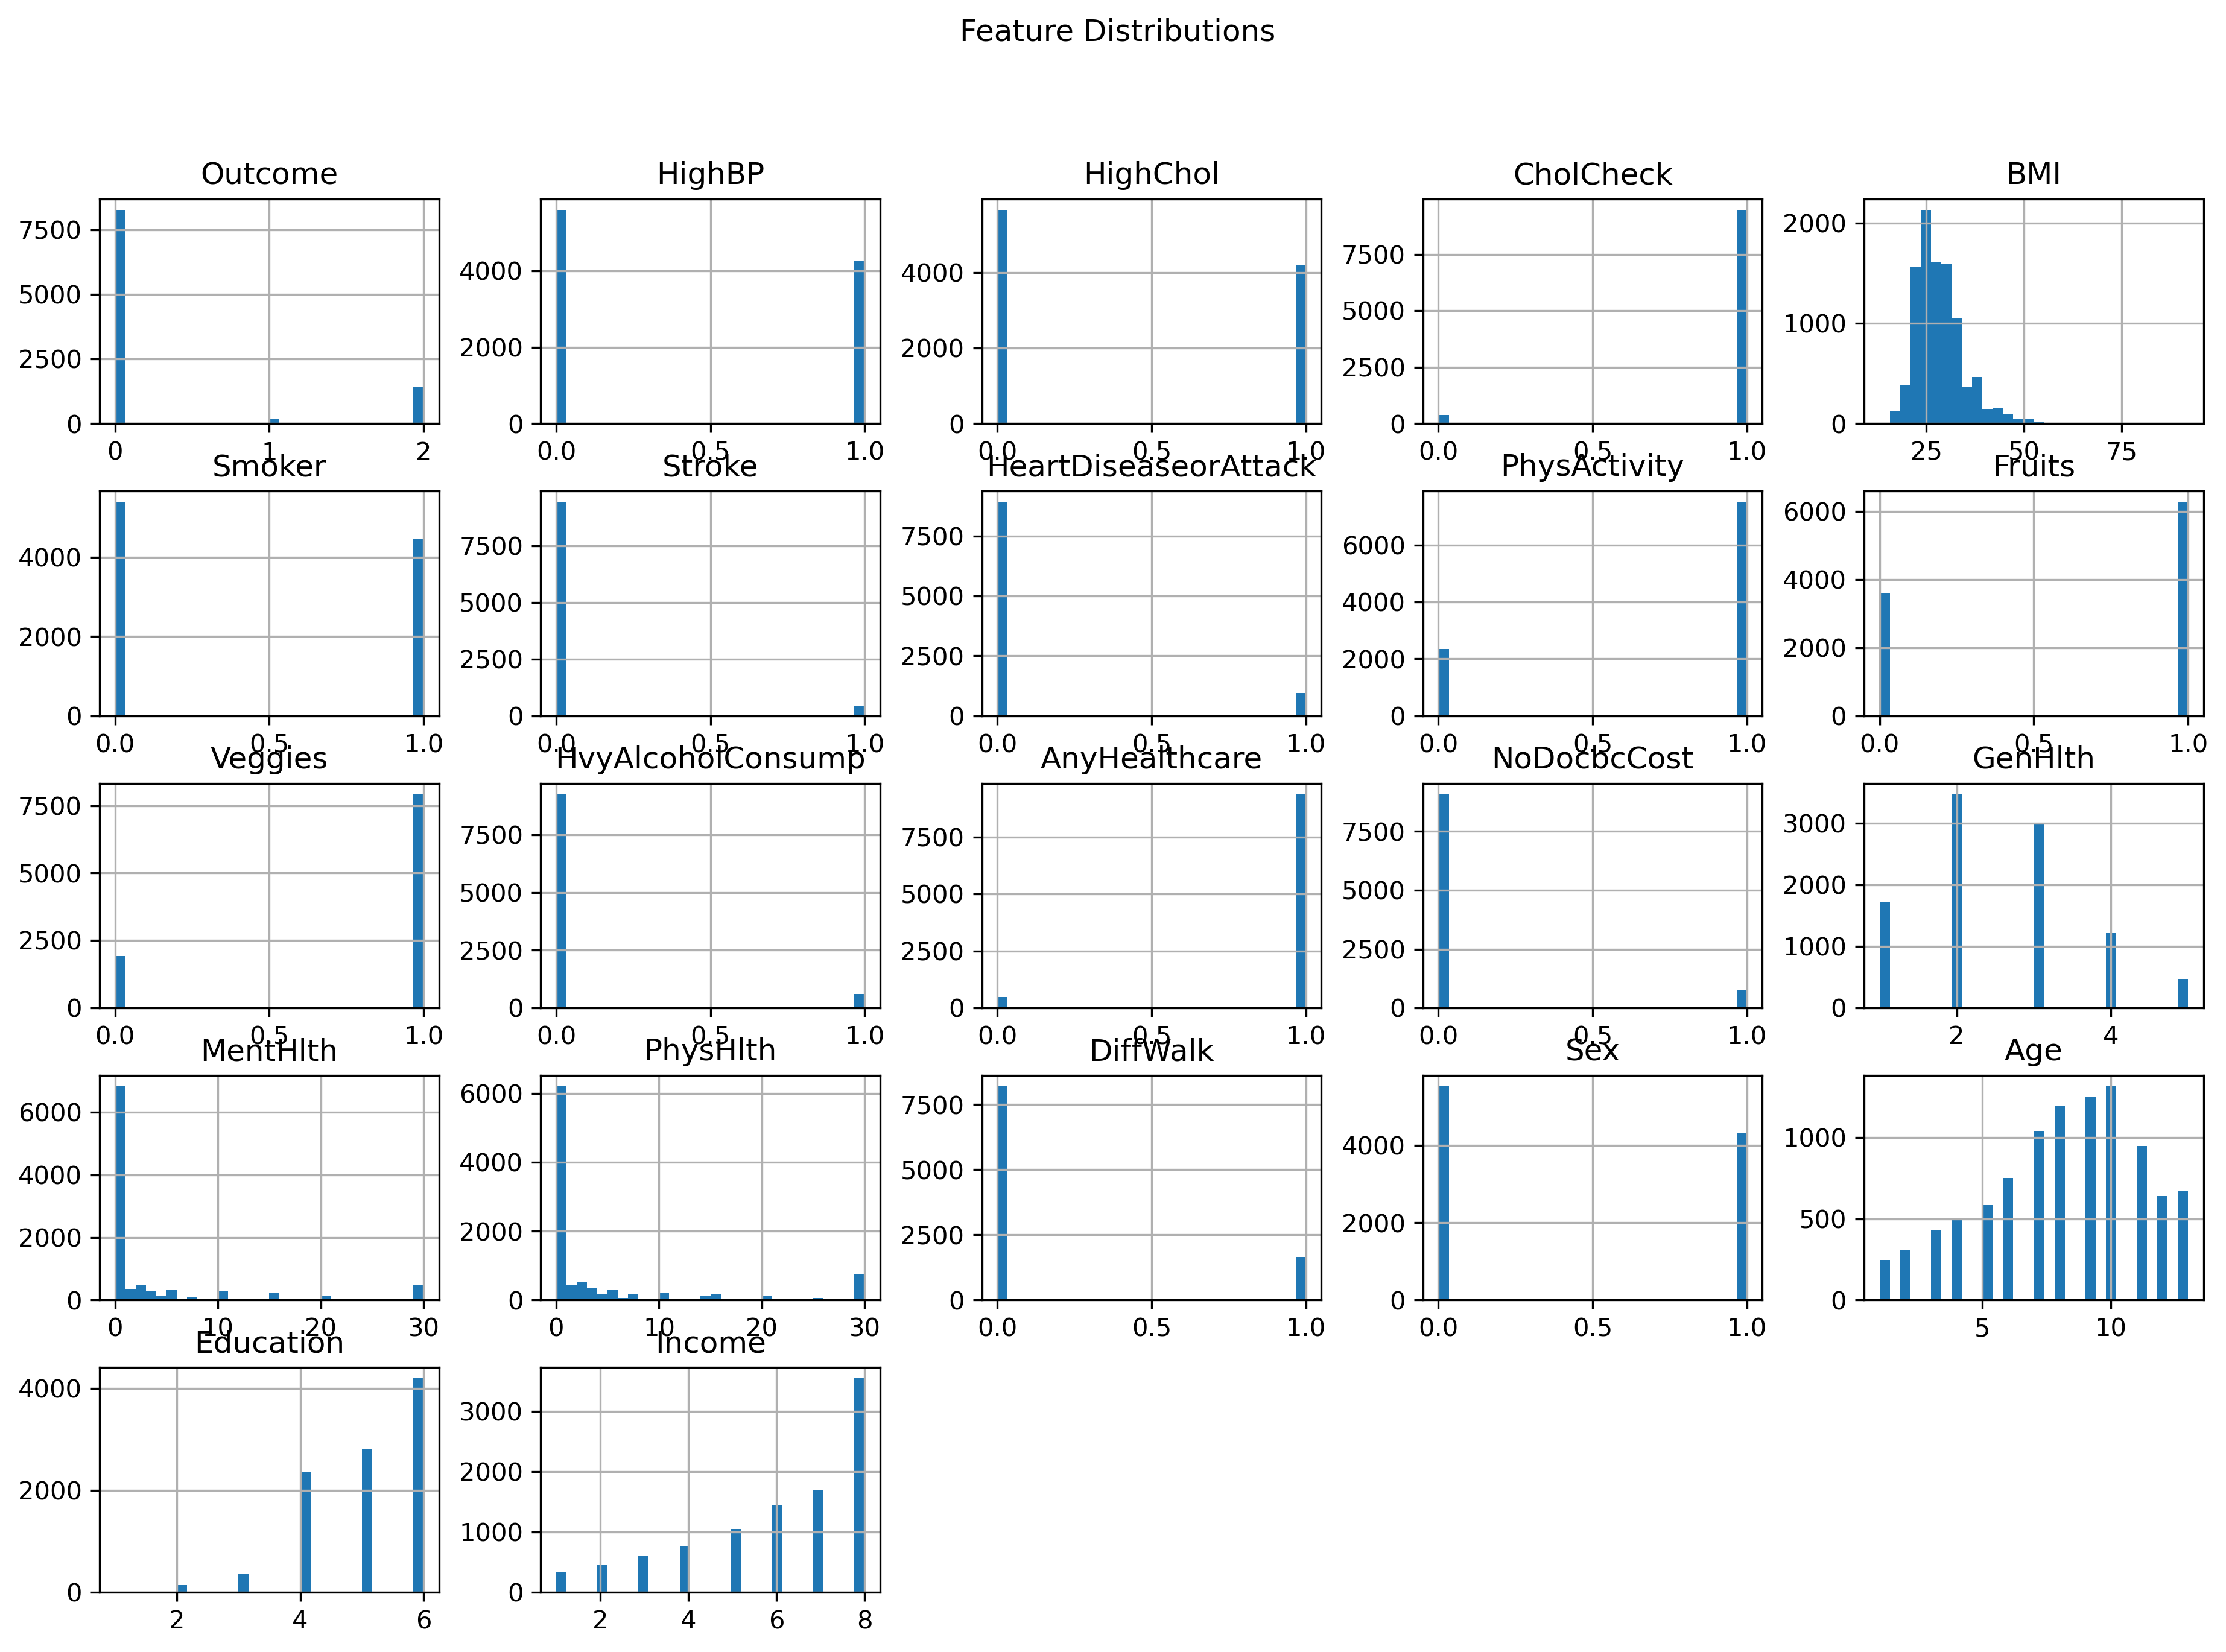 Feature Distributions
Outcome HighBP HighChol CholCheck BMI
7500 5000 2500 0
0 1 2
4000 2000 0
0.0 0.5 1.0
4000 2000 0
0.0 0.5 1.0
7500 5000 2500 0
0.0 0.5 1.0
2000 1000 0
25 50 75
Smoker Stroke HeartDiseaseorAttack PhysActivity Fruits
4000 2000 0
0.0 0.5 1.0
7500 5000 2500 0
0.0 0.5 1.0
7500 5000 2500 0
0.0 0.5 1.0
6000 4000 2000 0
0.0 0.5 1.0
6000 4000 2000 0
0.0 0.5 1.0
Veggies HvyAlcoholConsump AnyHealthcare NoDocbcCost GenHlth
7500 5000 2500 0
0.0 0.5 1.0
7500 5000 2500 0
0.0 0.5 1.0
7500 5000 2500 0
0.0 0.5 1.0
7500 5000 2500 0
0.0 0.5 1.0
3000 2000 1000 0
2 4
MentHlth PhysHlth DiffWalk Sex Age
6000 4000 2000 0
0 10 20 30
6000 4000 2000 0
0 10 20 30
7500 5000 2500 0
0.0 0.5 1.0
4000 2000 0
0.0 0.5 1.0
1000 500 0
5 10
Education Income
4000 2000 0
2 4 6
3000 2000 1000 0
2 4 6 8